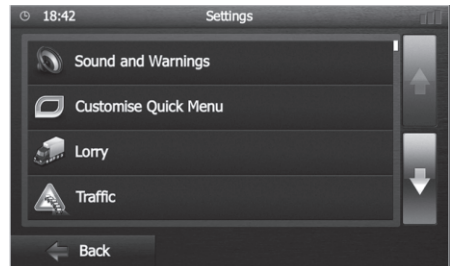 18:42 Settings
Sound and Warnings
Customise Quick Menu
Lorry
Traffic
Back